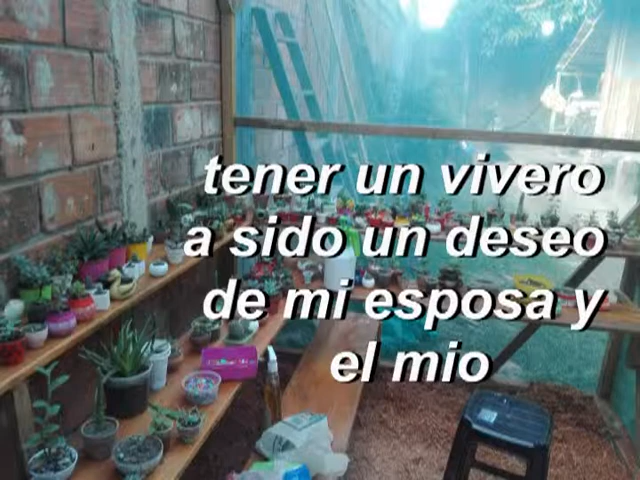 tener un vivero
a sido un deseo
de mi esposa y
el mio